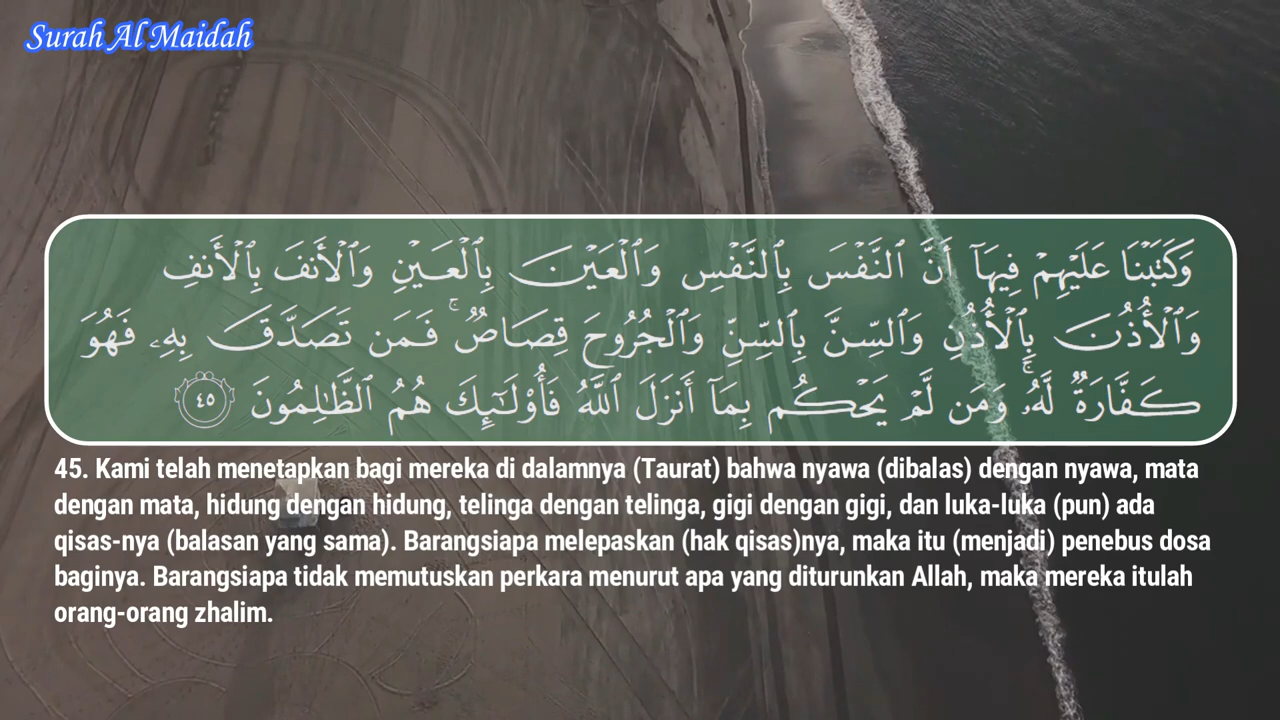 Surah Al Maidah
وَكَتَبْنَا عَلَيْهِمْ فِيهَآ أَنَّ ٱلنَّفْسَ بِٱلنَّفْسِ وَٱلْعَيْنَ بِٱلْعَيْنِ وَٱلْأَنفَ بِٱلْأَنفِ
وَٱلْأُذُنَ بِٱلْأُذُنِ وَٱلسِّنَّ بِٱلسِّنِّ وَٱلْجُرُوحَ قِصَاصٌ ۚ فَمَن تَصَدَّقَ بِهِۦ فَهُوَ
كَفَّارَةٌ لَّهُۥ ۚ وَمَن لَّمْ يَحْكُم بِمَآ أَنزَلَ ٱللَّهُ فَأُو۟لَـٰٓئِكَ هُمُ ٱلظَّـٰلِمُونَ ٤٥
45. Kami telah menetapkan bagi mereka di dalamnya (Taurat) bahwa nyawa (dibalas) dengan nyawa, mata
dengan mata, hidung dengan hidung, telinga dengan telinga, gigi dengan gigi, dan luka-luka (pun) ada
qisas-nya (balasan yang sama). Barangsiapa melepaskan (hak qisas)nya, maka itu (menjadi) penebus dosa
baginya. Barangsiapa tidak memutuskan perkara menurut apa yang diturunkan Allah, maka mereka itulah
orang-orang zhalim.